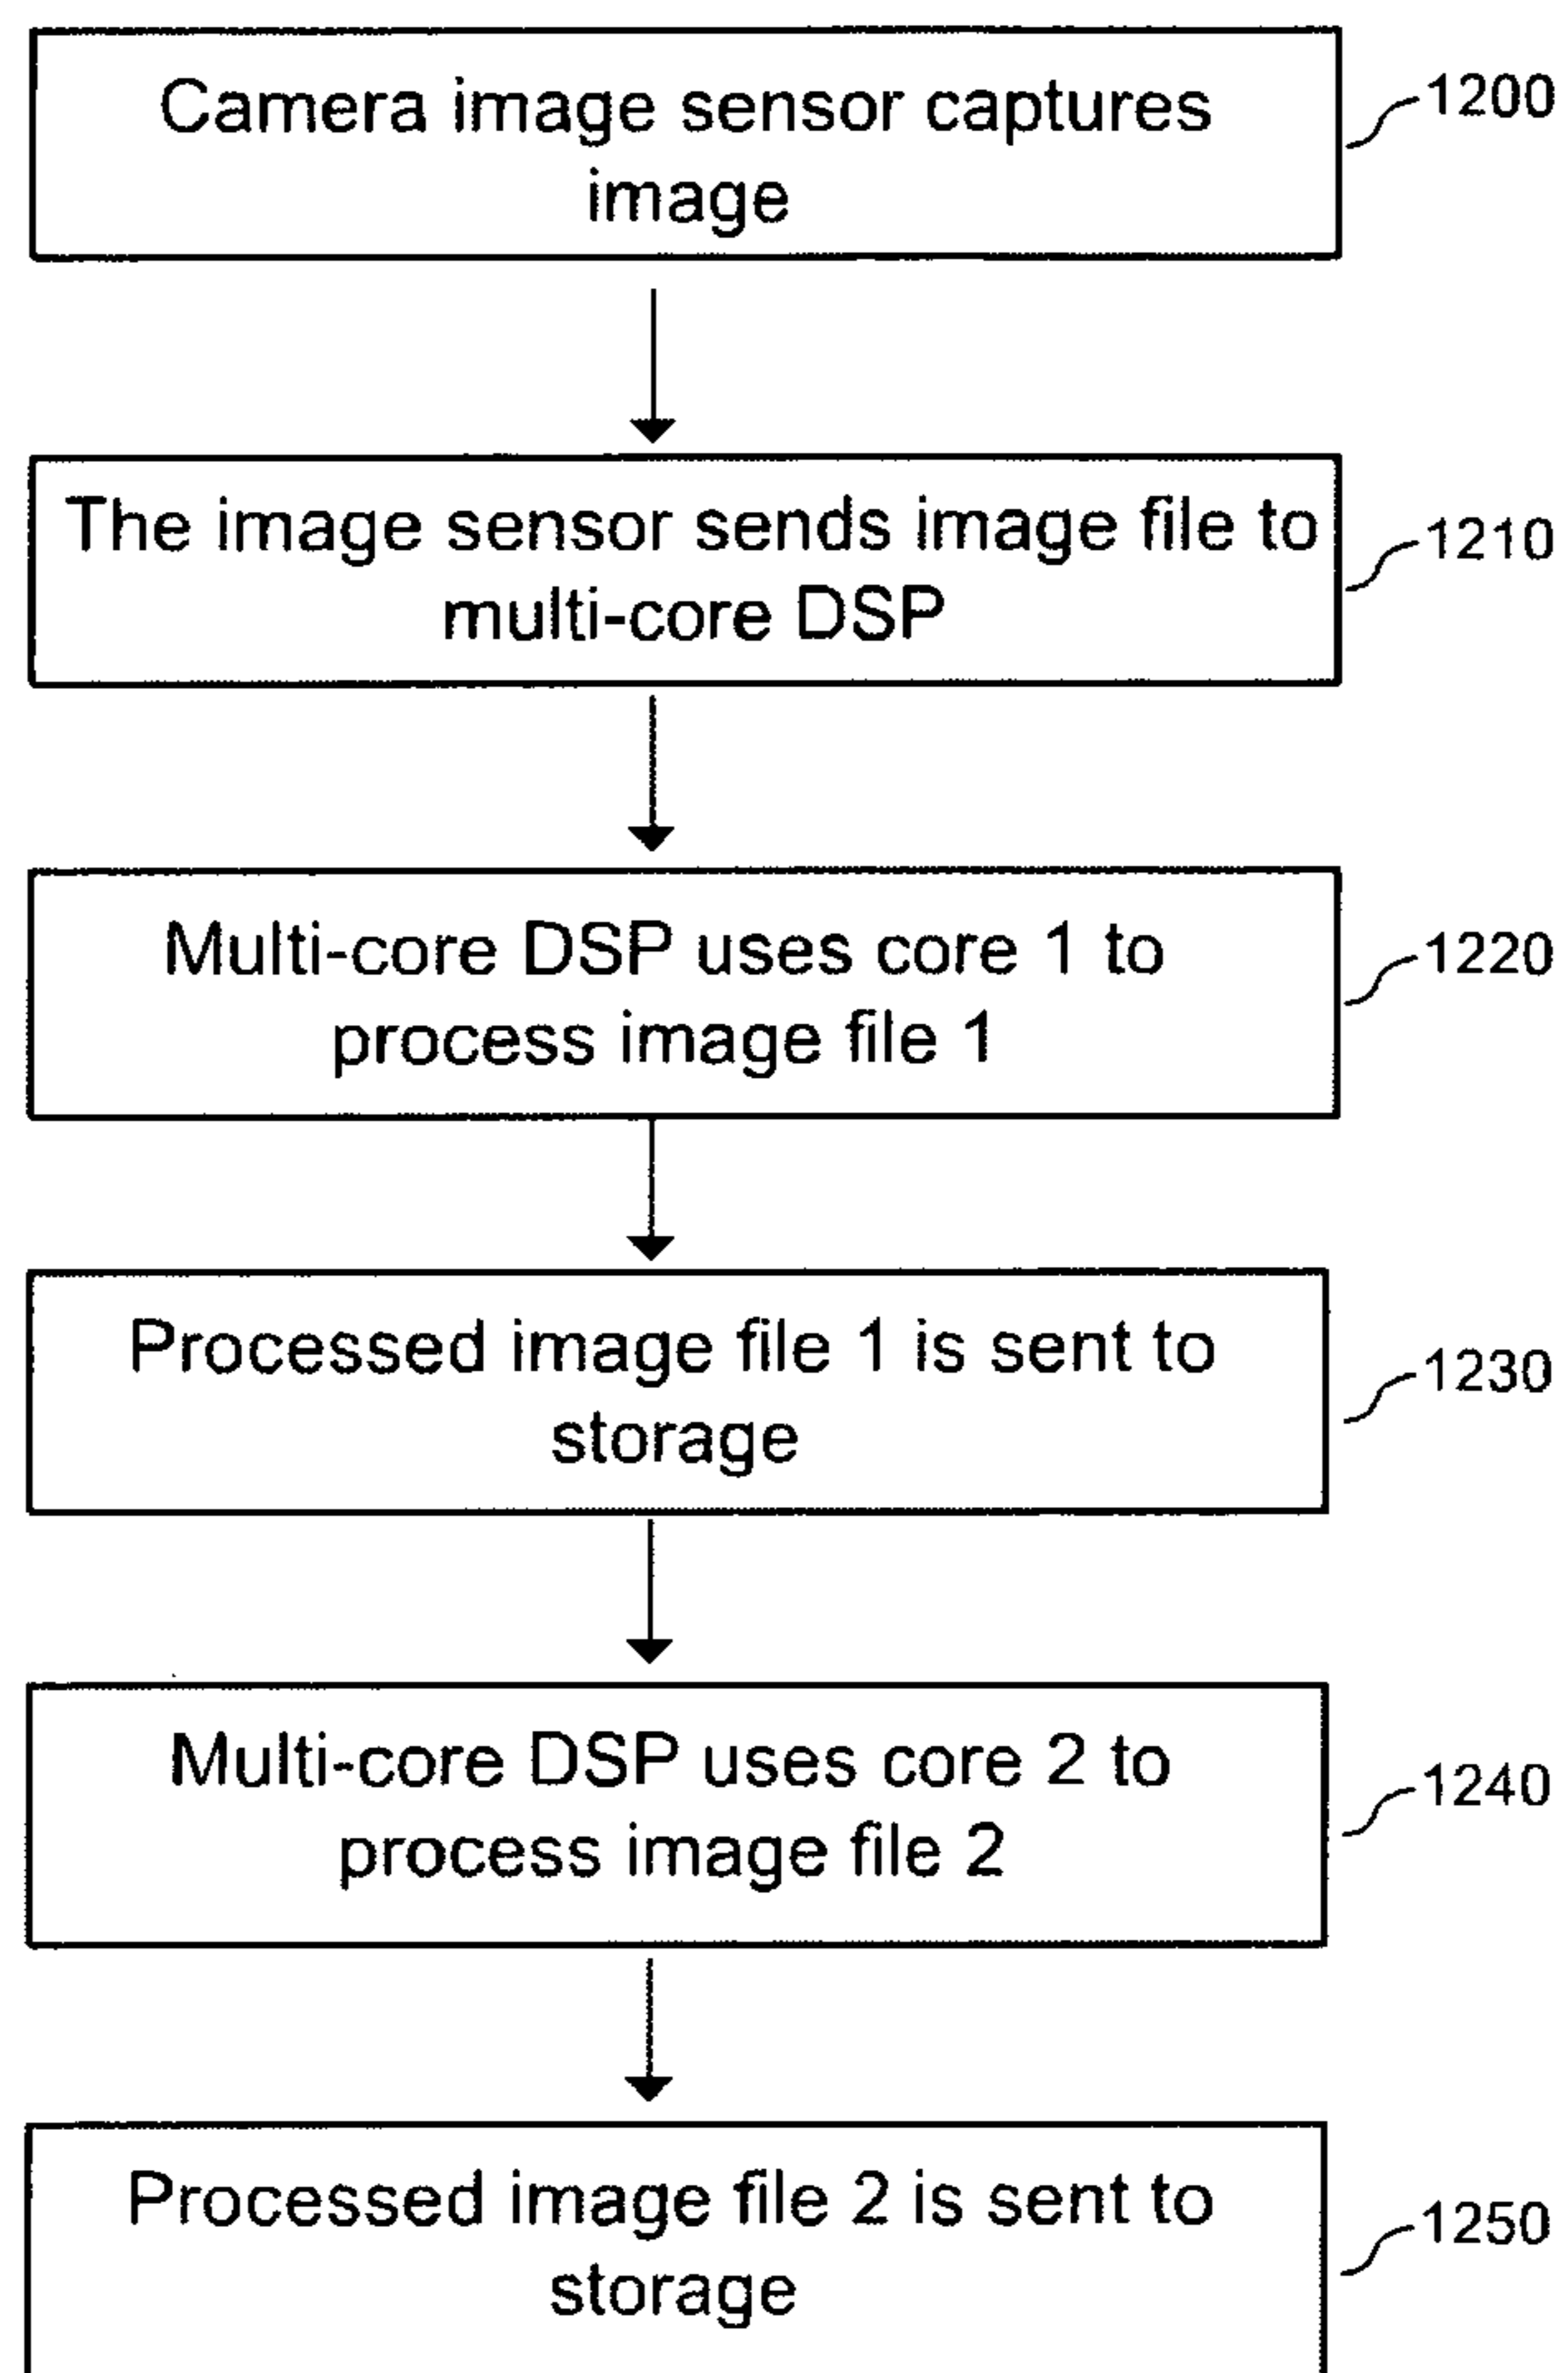 Camera image sensor captures
image
1200
The image sensor sends image file to
multi-core DSP
1210
Multi-core DSP uses core 1 to
process image file 1
1220
Processed image file 1 is sent to
storage
1230
Multi-core DSP uses core 2 to
process image file 2
1240
Processed image file 2 is sent to
storage
1250